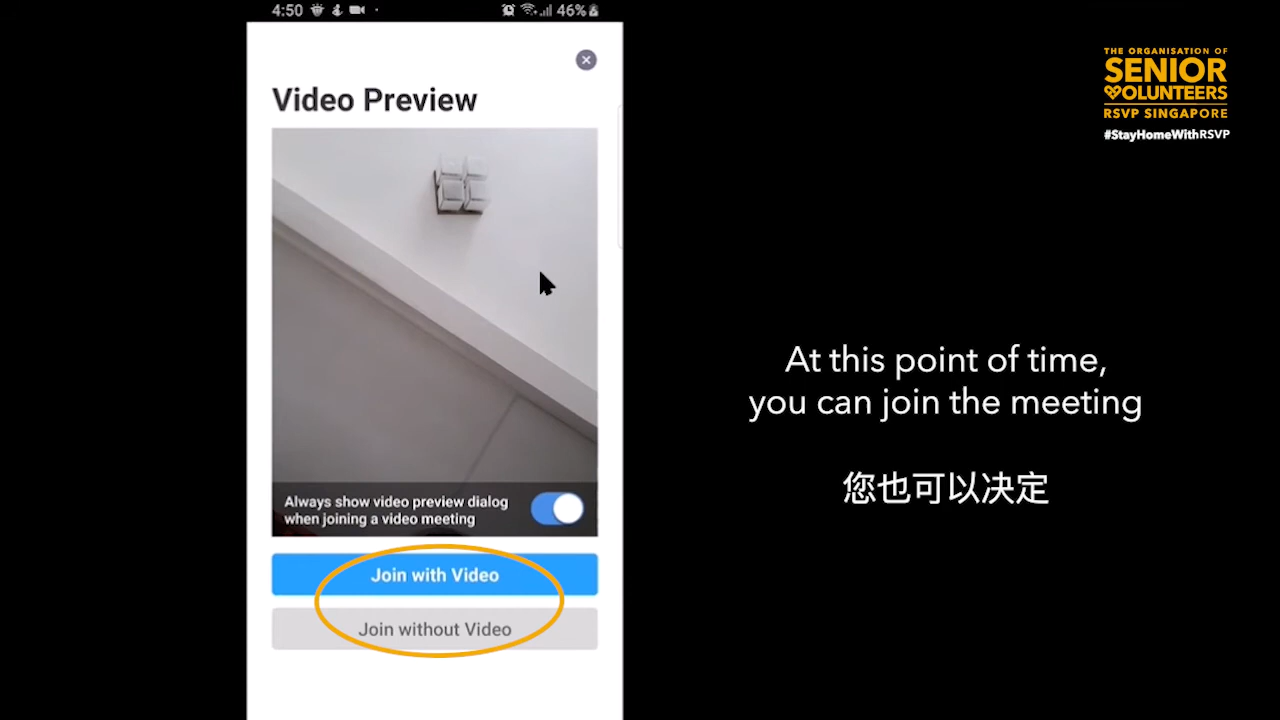 4:50
46%
Video Preview
Always show video preview dialog
when joining a video meeting
Join with Video
Join without Video
THE ORGANISATION OF
SENIOR
VOLUNTEERS
RSVP SINGAPORE
#StayHomeWithRSVP
At this point of time,
you can join the meeting
您也可以决定